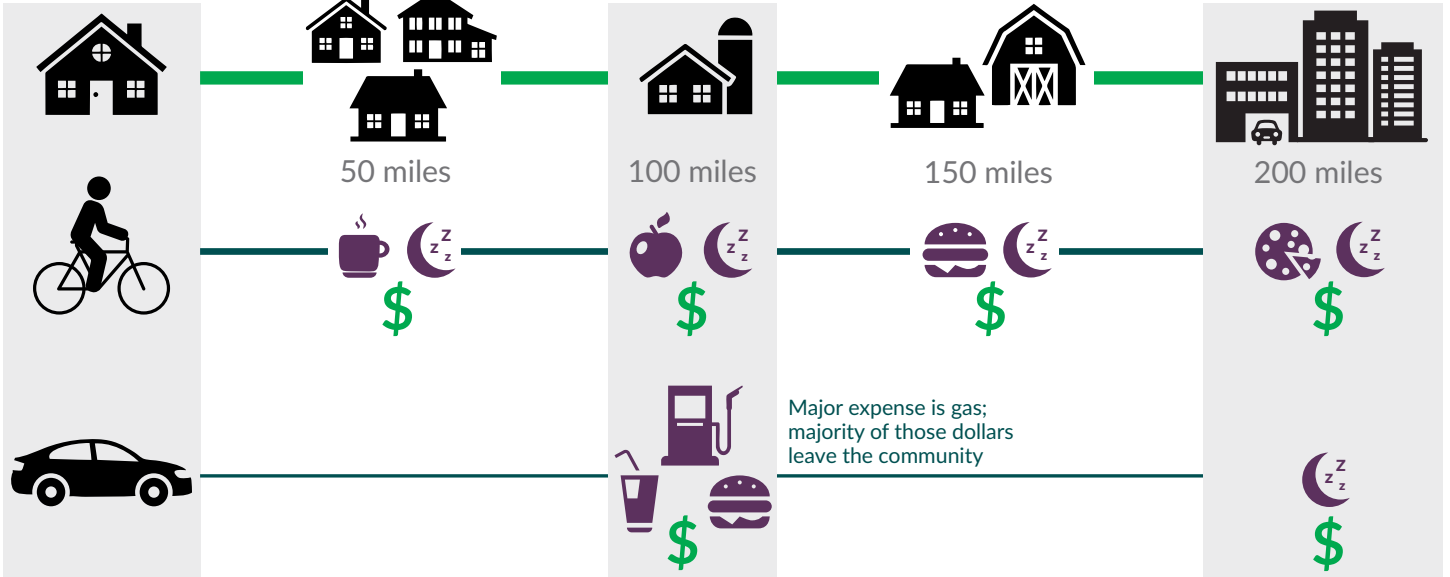 50 miles
100 miles
150 miles
200 miles
z z z
z z z
z z z
z z z
$
$
$
$
Major expense is gas;
majority of those dollars
leave the community
z z z
$
$